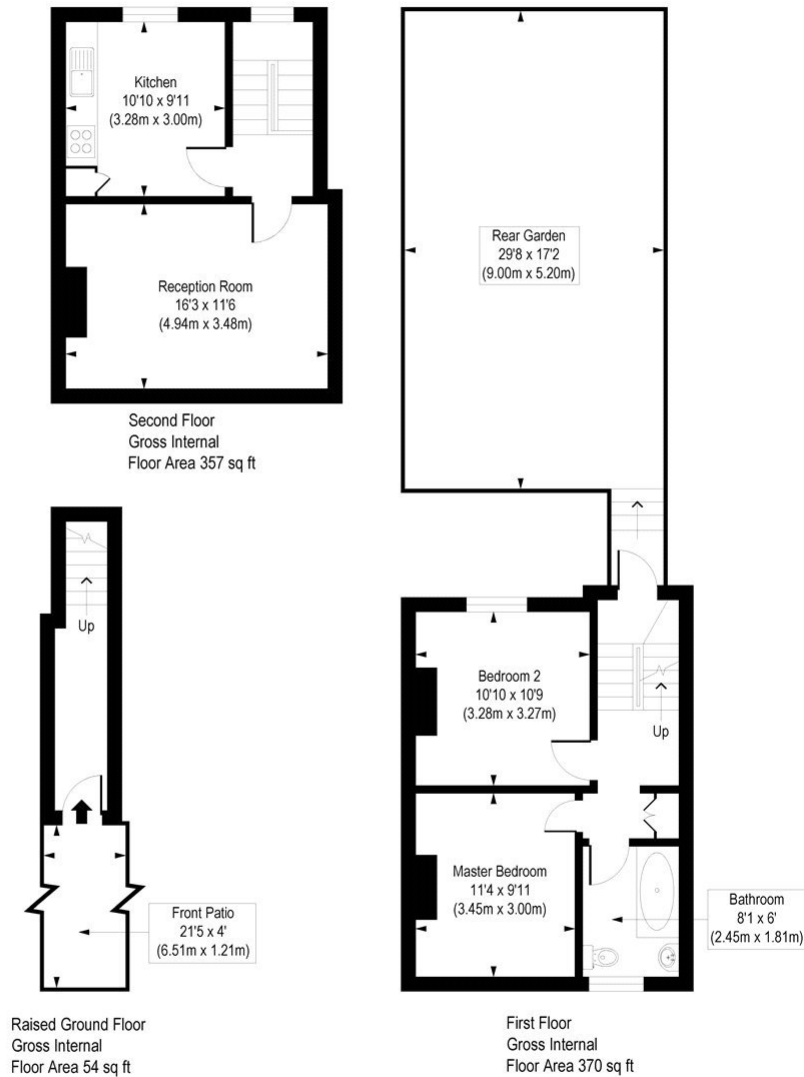 Kitchen
10'10 x 9'11
(3.28m x 3.00m)
Reception Room
16'3 x 11'6
(4.94m x 3.48m)
Second Floor
Gross Internal
Floor Area 357 sq ft
Rear Garden
29'8 x 17'2
(9.00m x 5.20m)
Up
Front Patio
21'5 x 4'
(6.51m x 1.21m)
Raised Ground Floor
Gross Internal
Floor Area 54 sq ft
Bedroom 2
10'10 x 10'9
(3.28m x 3.27m)
Up
Master Bedroom
11'4 x 9'11
(3.45m x 3.00m)
Bathroom
8'1 x 6'
(2.45m x 1.81m)
First Floor
Gross Internal
Floor Area 370 sq ft